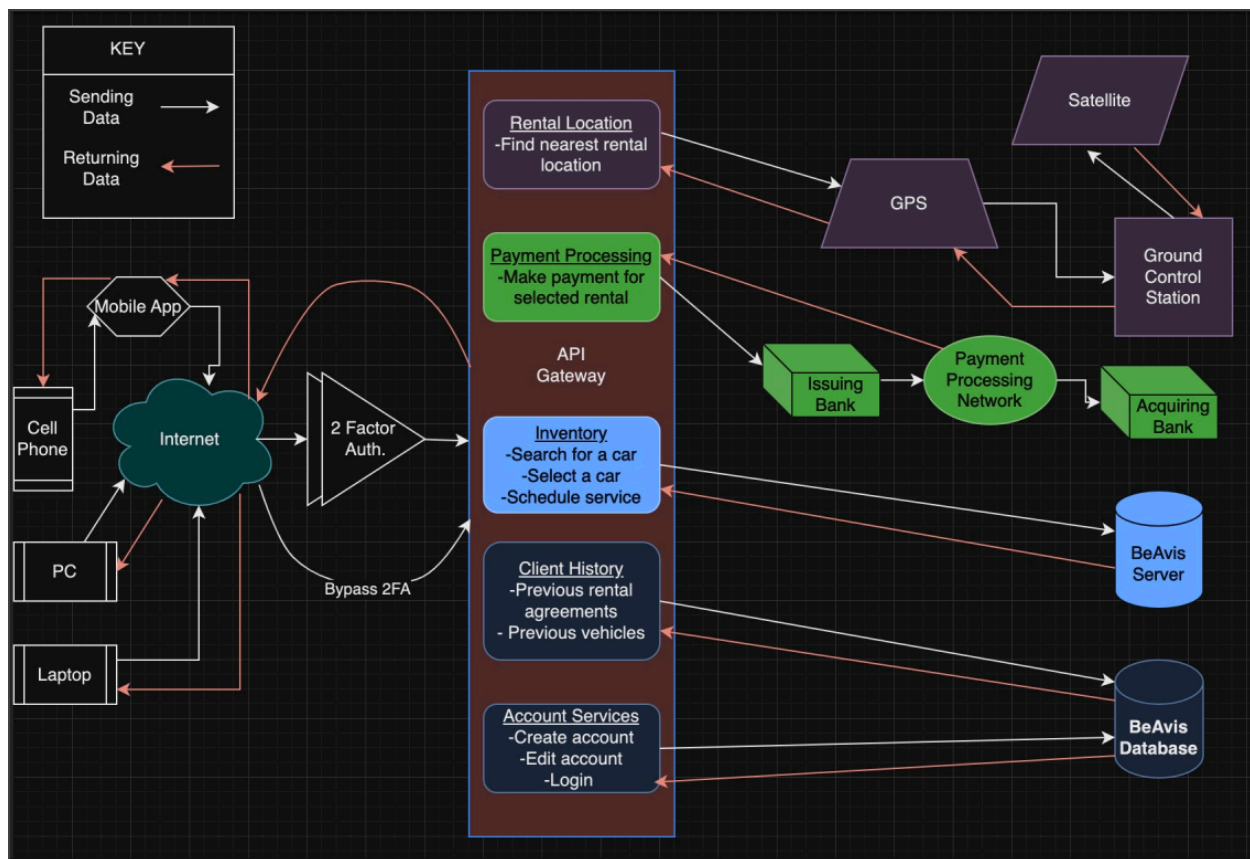 KEY
Sending
Data
Returning
Data
Rental Location
-Find nearest rental
location
Satellite
GPS
Ground
Control
Station
Payment Processing
-Make payment for
selected rental
Mobile App
API
Gateway
Issuing
Bank
Payment
Processing
Network
Acquiring
Bank
Cell
Phone
Internet
2 Factor
Auth.
Inventory
-Search for a car
-Select a car
-Schedule service
BeAvis
Server
PC
Bypass 2FA
Client History
-Previous rental
agreements
- Previous vehicles
Laptop
Account Services
-Create account
-Edit account
-Login
BeAvis
Database